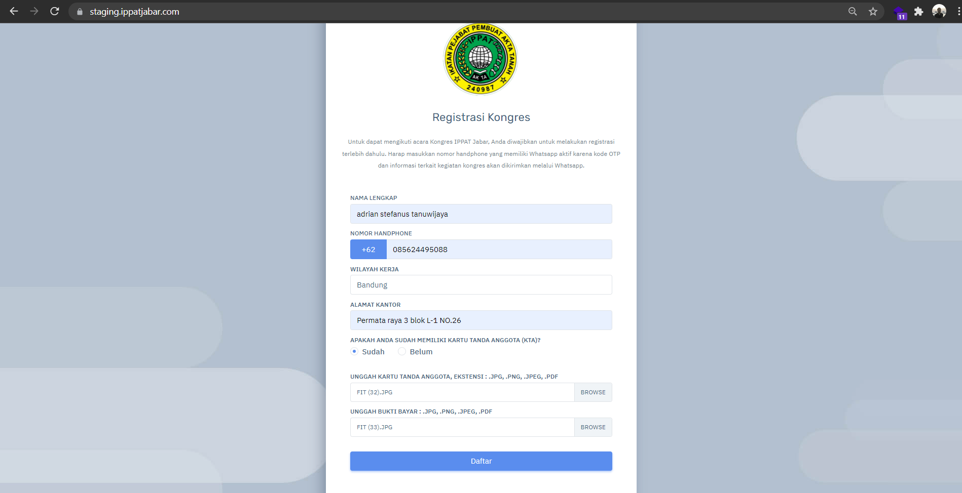 staging.ippatjabar.com
11
IKATAN PEJABAT PEMBUAT AKTA TANAH
IPPAT
AKTA
240987
Registrasi Kongres
Untuk dapat mengikuti acara Kongres IPPAT Jabar, Anda diwajibkan untuk melakukan registrasi
terlebih dahulu. Harap masukkan nomor handphone yang memiliki Whatsapp aktif karena kode OTP
dan informasi terkait kegiatan kongres akan dikirimkan melalui Whatsapp.
NAMA LENGKAP
adrian stefanus tanuwijaya
NOMOR HANDPHONE
+62 085624495088
WILAYAH KERJA
Bandung
ALAMAT KANTOR
Permata raya 3 blok L-1 NO.26
APAKAH ANDA SUDAH MEMILIKI KARTU TANDA ANGGOTA (KTA)?
Sudah Belum
UNGGAH KARTU TANDA ANGGOTA, EKSTENSI : .JPG, .PNG, .JPEG, .PDF
FIT (32).JPG BROWSE
UNGGAH BUKTI BAYAR : .JPG, .PNG, .JPEG, .PDF
FIT (33).JPG BROWSE
Daftar